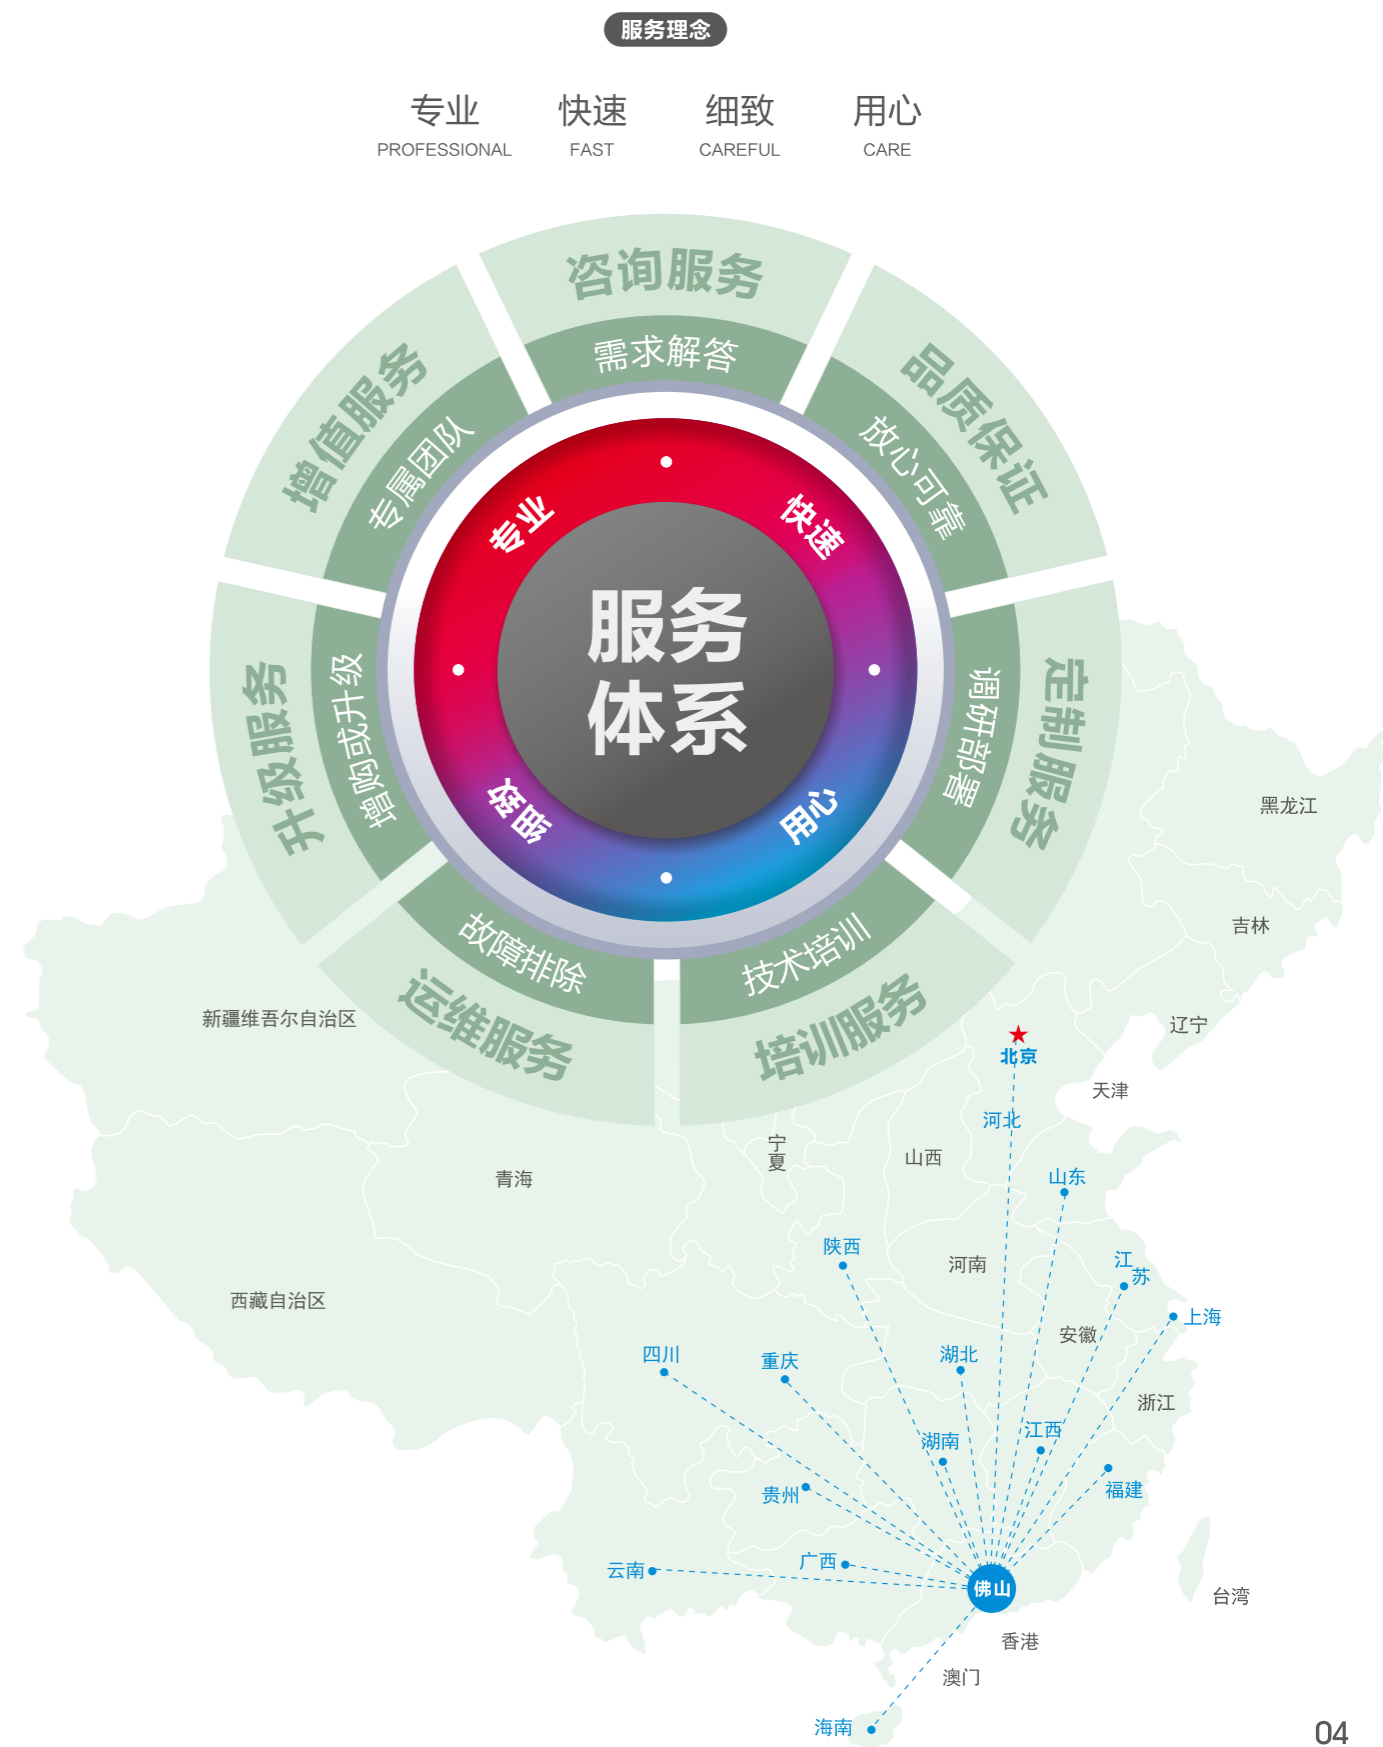 服务理念
专业 快速 细致 用心
PROFESSIONAL FAST CAREFUL CARE
咨询服务
需求解答
品质保证
放心可靠
定制服务
调研部署
培训服务
技术培训
运维服务
故障排除
升级服务
增购或升级
增值服务
专属团队
专业
快速
用心
细致
服务
体系
黑龙江
吉林
辽宁
新疆维吾尔自治区
北京
天津
河北
宁夏
山西
青海
山东
陕西
河南
江苏
西藏自治区
上海
安徽
四川
重庆
湖北
浙江
江西
湖南
福建
贵州
广西
云南
佛山
台湾
香港
澳门
海南
04